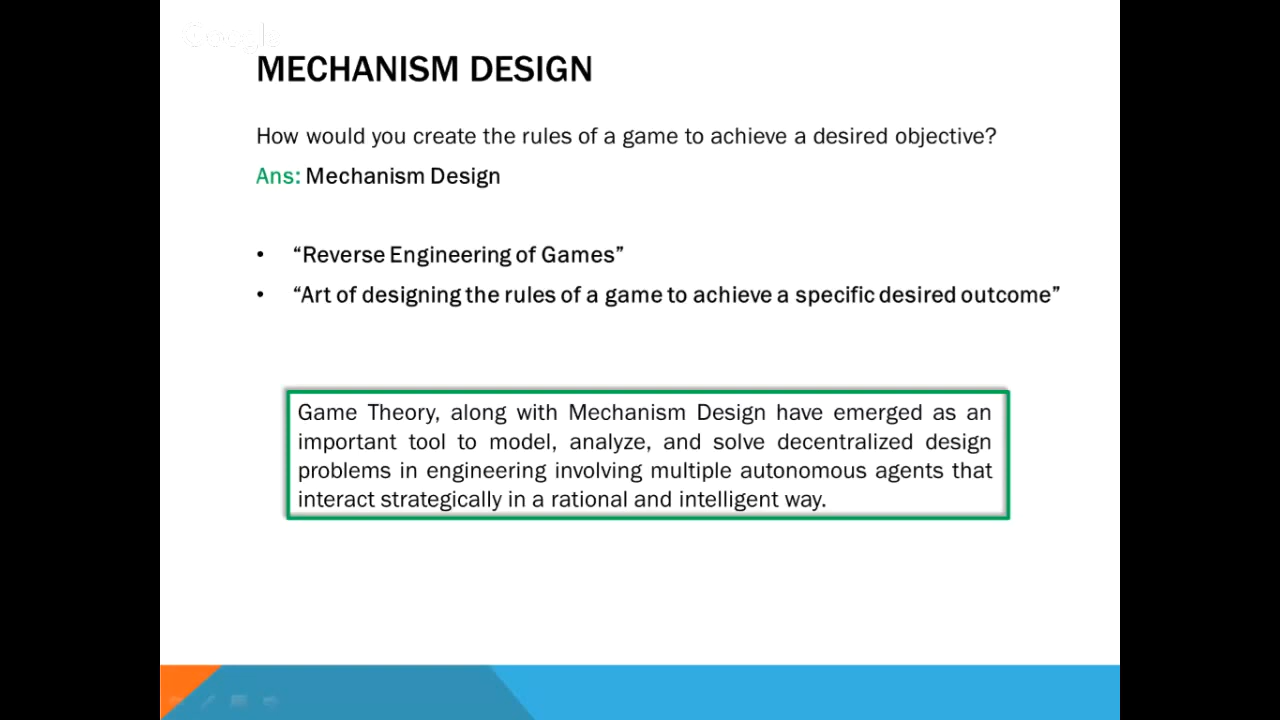 Google
MECHANISM DESIGN
How would you create the rules of a game to achieve a desired objective?
Ans: Mechanism Design
• “Reverse Engineering of Games”
• “Art of designing the rules of a game to achieve a specific desired outcome”
Game Theory, along with Mechanism Design have emerged as an
important tool to model, analyze, and solve decentralized design
problems in engineering involving multiple autonomous agents that
interact strategically in a rational and intelligent way.